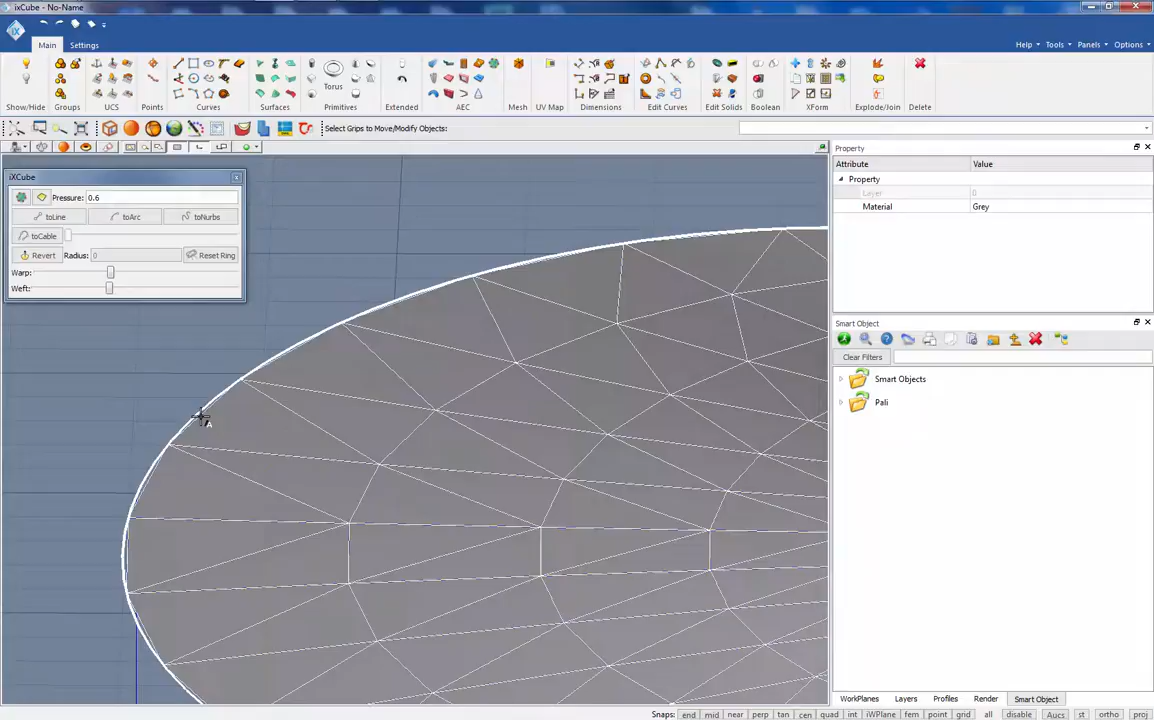 ixCube - No-Name
Main
Settings
Help
Tools
Panels
Options
Torus
Show/Hide
Groups
UCS
Points
Curves
Surfaces
Primitives
Extended
AEC
Mesh
UV Map
Dimensions
Edit Curves
Edit Solids
Boolean
XForm
Explode/Join
Delete
Select Grips to Move/Modify Objects:
iXCube
Pressure: 0.6
toLine
toArc
toNurbs
toCable
Revert
Radius: 0
Reset Ring
Warp:
Weft:
Property
Attribute
Value
Property
Layer
0
Material
Grey
Smart Object
Clear Filters
Smart Objects
Pali
WorkPlanes
Layers
Profiles
Render
Smart Object
Snaps:
end
mid
near
perp
tan
cen
quad
int
iWPlane
fem
point
grid
all
disable
Aucs
st
ortho
proj